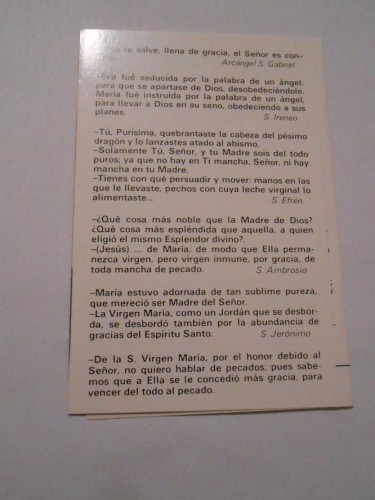 se salve, llena de gracia, el Señor es con-
Arcángel S. Gabriel
-Eva fué seducida por la palabra de un ángel,
para que se apartase de Dios, desobedeciéndole.
María fué instruida por la palabra de un ángel,
para llevar a Dios en su seno, obedeciendo a sus
planes.
S. Ireneo
-Tú, Purísima, quebrantaste la cabeza del pésimo
dragón y lo lanzastes atado al abismo.
-Solamente Tú, Señor, y tu Madre sois del todo
puros; ya que no hay en Ti mancha, Señor, ni hay
mancha en tu Madre.
-Tienes con qué persuadir y mover: manos en las
que le llevaste, pechos con cuya leche virginal lo
alimentaste...
S. Efrén
-¿Qué cosa más noble que la Madre de Dios?
¿Qué cosa más espléndida que aquella, a quien
eligió el mismo Esplendor divino?.
-(Jesús) .... de María, de modo que Ella perma-
nezca virgen, pero virgen inmune, por gracia, de
toda mancha de pecado.
S. Ambrosio
-María estuvo adornada de tan sublime pureza,
que mereció ser Madre del Señor.
-La Virgen María, como un Jordán que se desbor-
da, se desbordó también por la abundancia de
gracias del Espíritu Santo.
S. Jerónimo
-De la S. Virgen María, por el honor debido al
Señor, no quiero hablar de pecados; pues sabe-
mos que a Ella se le concedió más gracia, para
vencer del todo al pecado.